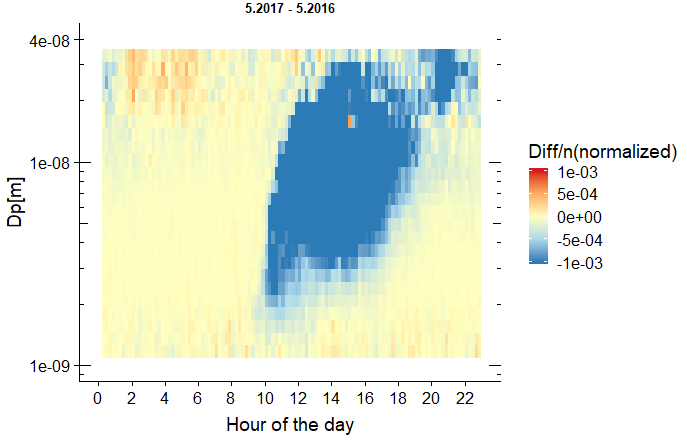 5.2017 - 5.2016
4e-08
1e-08
1e-09
Dp[m]
0 2 4 6 8 10 12 14 16 18 20 22
Hour of the day
Diff/n(normalized)
1e-03
5e-04
0e+00
-5e-04
-1e-03